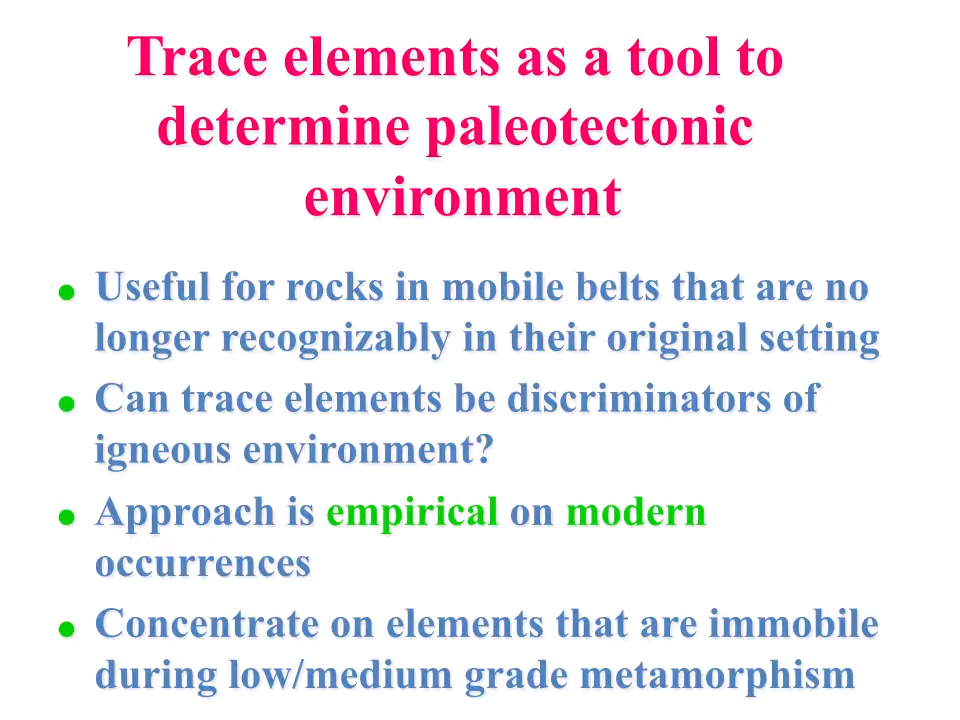 Trace elements as a tool to
determine paleotectonic
environment
● Useful for rocks in mobile belts that are no
longer recognizably in their original setting
● Can trace elements be discriminators of
igneous environment?
● Approach is empirical on modern
occurrences
● Concentrate on elements that are immobile
during low/medium grade metamorphism